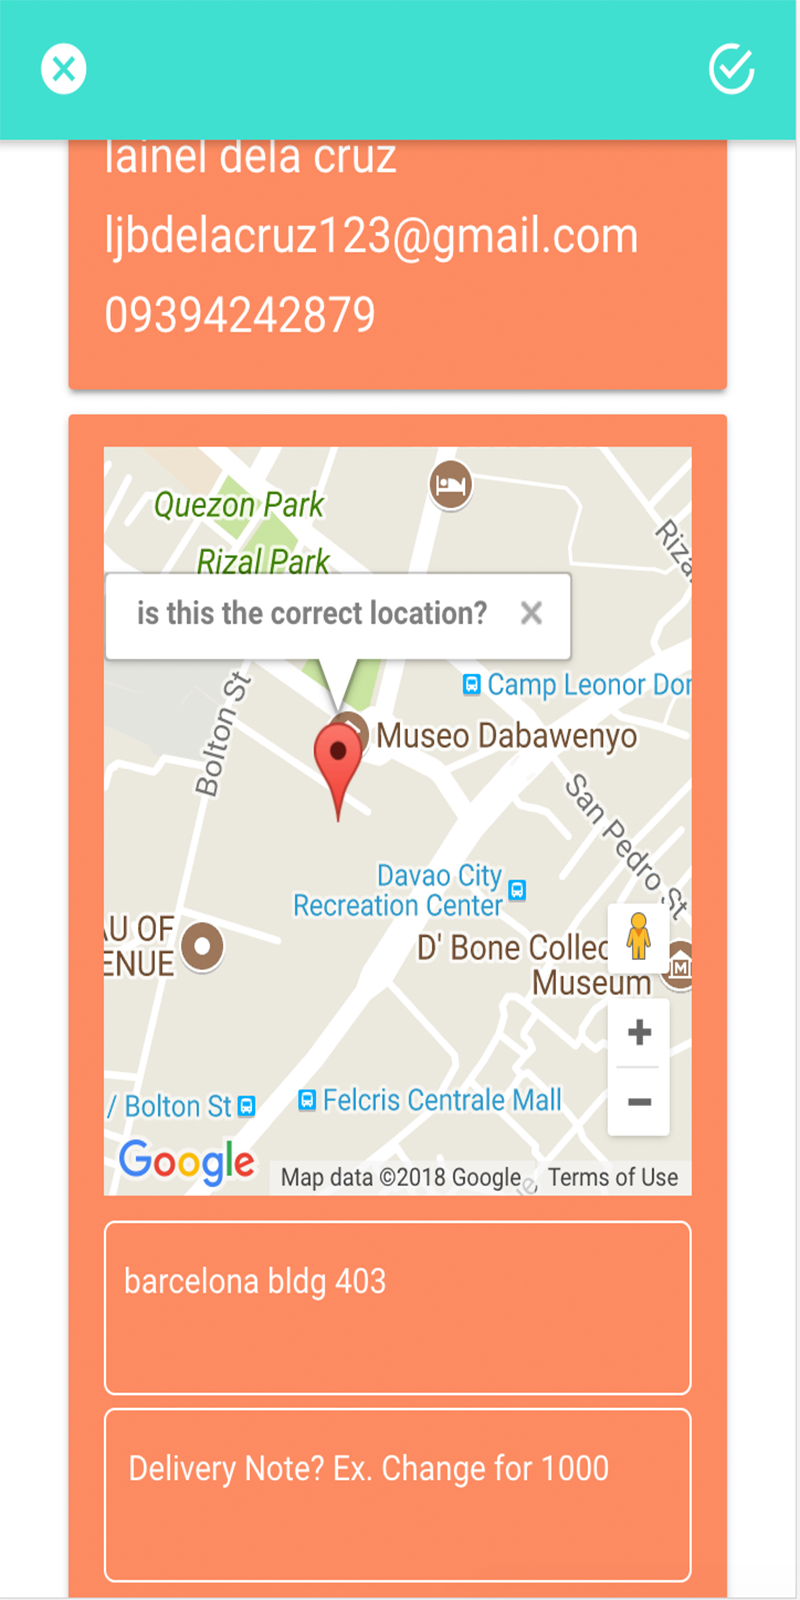 lainel dela cruz
ljbdelacruz123@gmail.com
09394242879
Quezon Park
Rizal Park
Riza
is this the correct location?
Camp Leonor Dor
Bolton St
Museo Dabawenyo
San Pedro St
Davao City
Recreation Center
AU OF
ENUE
D' Bone Collec
Museum
/ Bolton St
Felcris Centrale Mall
Google
Map data ©2018 Google
Terms of Use
barcelona bldg 403
Delivery Note? Ex. Change for 1000